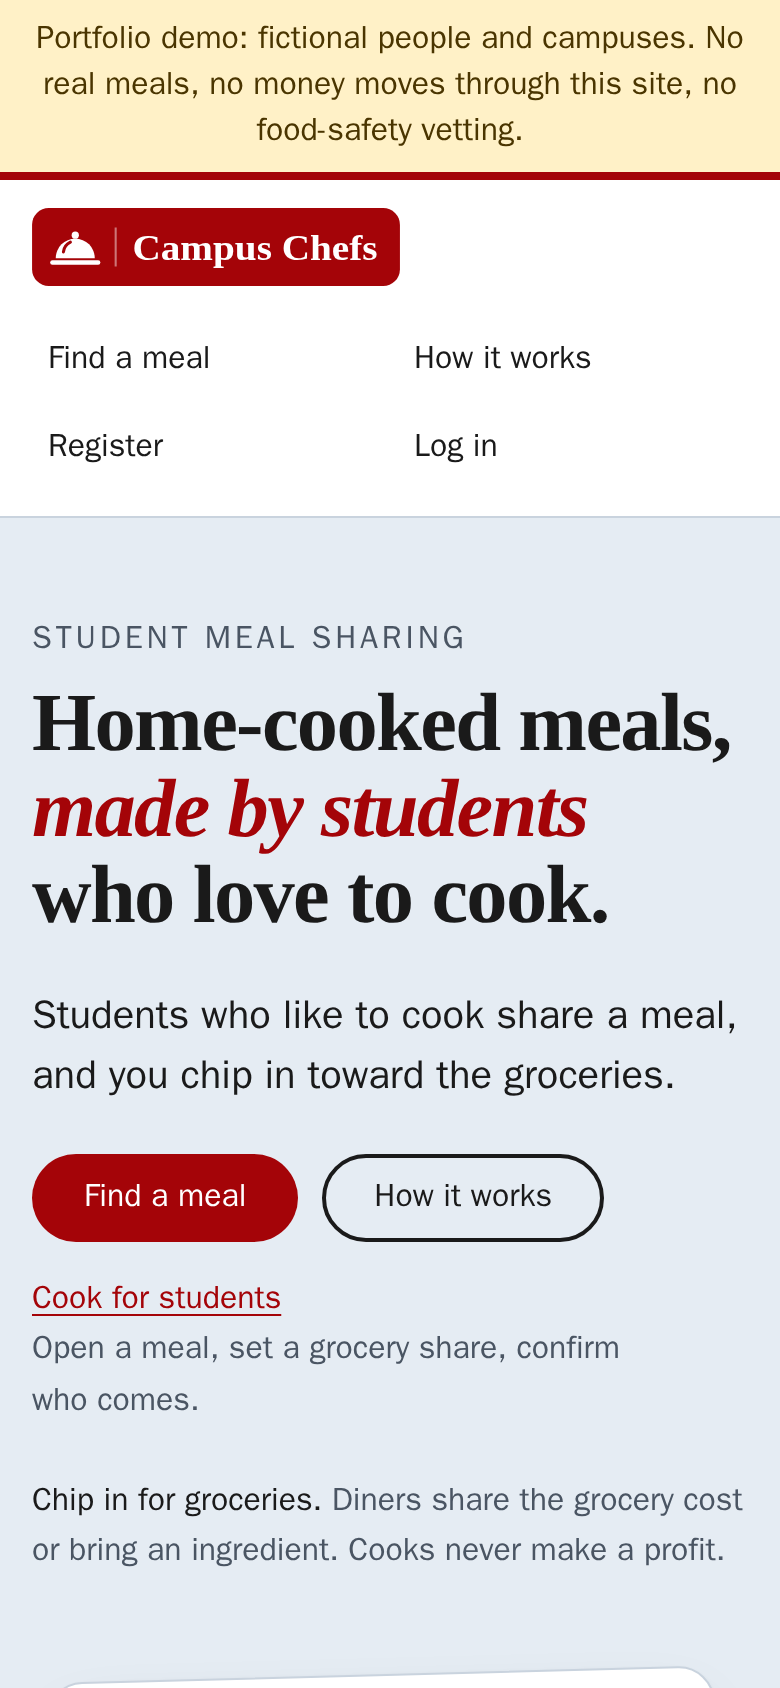 Portfolio demo: fictional people and campuses. No
real meals, no money moves through this site, no
food-safety vetting.
Campus Chefs
Find a meal
How it works
Register
Log in
STUDENT MEAL SHARING
Home-cooked meals,
made by students
who love to cook.
Students who like to cook share a meal,
and you chip in toward the groceries.
Find a meal
How it works
Cook for students
Open a meal, set a grocery share, confirm
who comes.
Chip in for groceries. Diners share the grocery cost
or bring an ingredient. Cooks never make a profit.